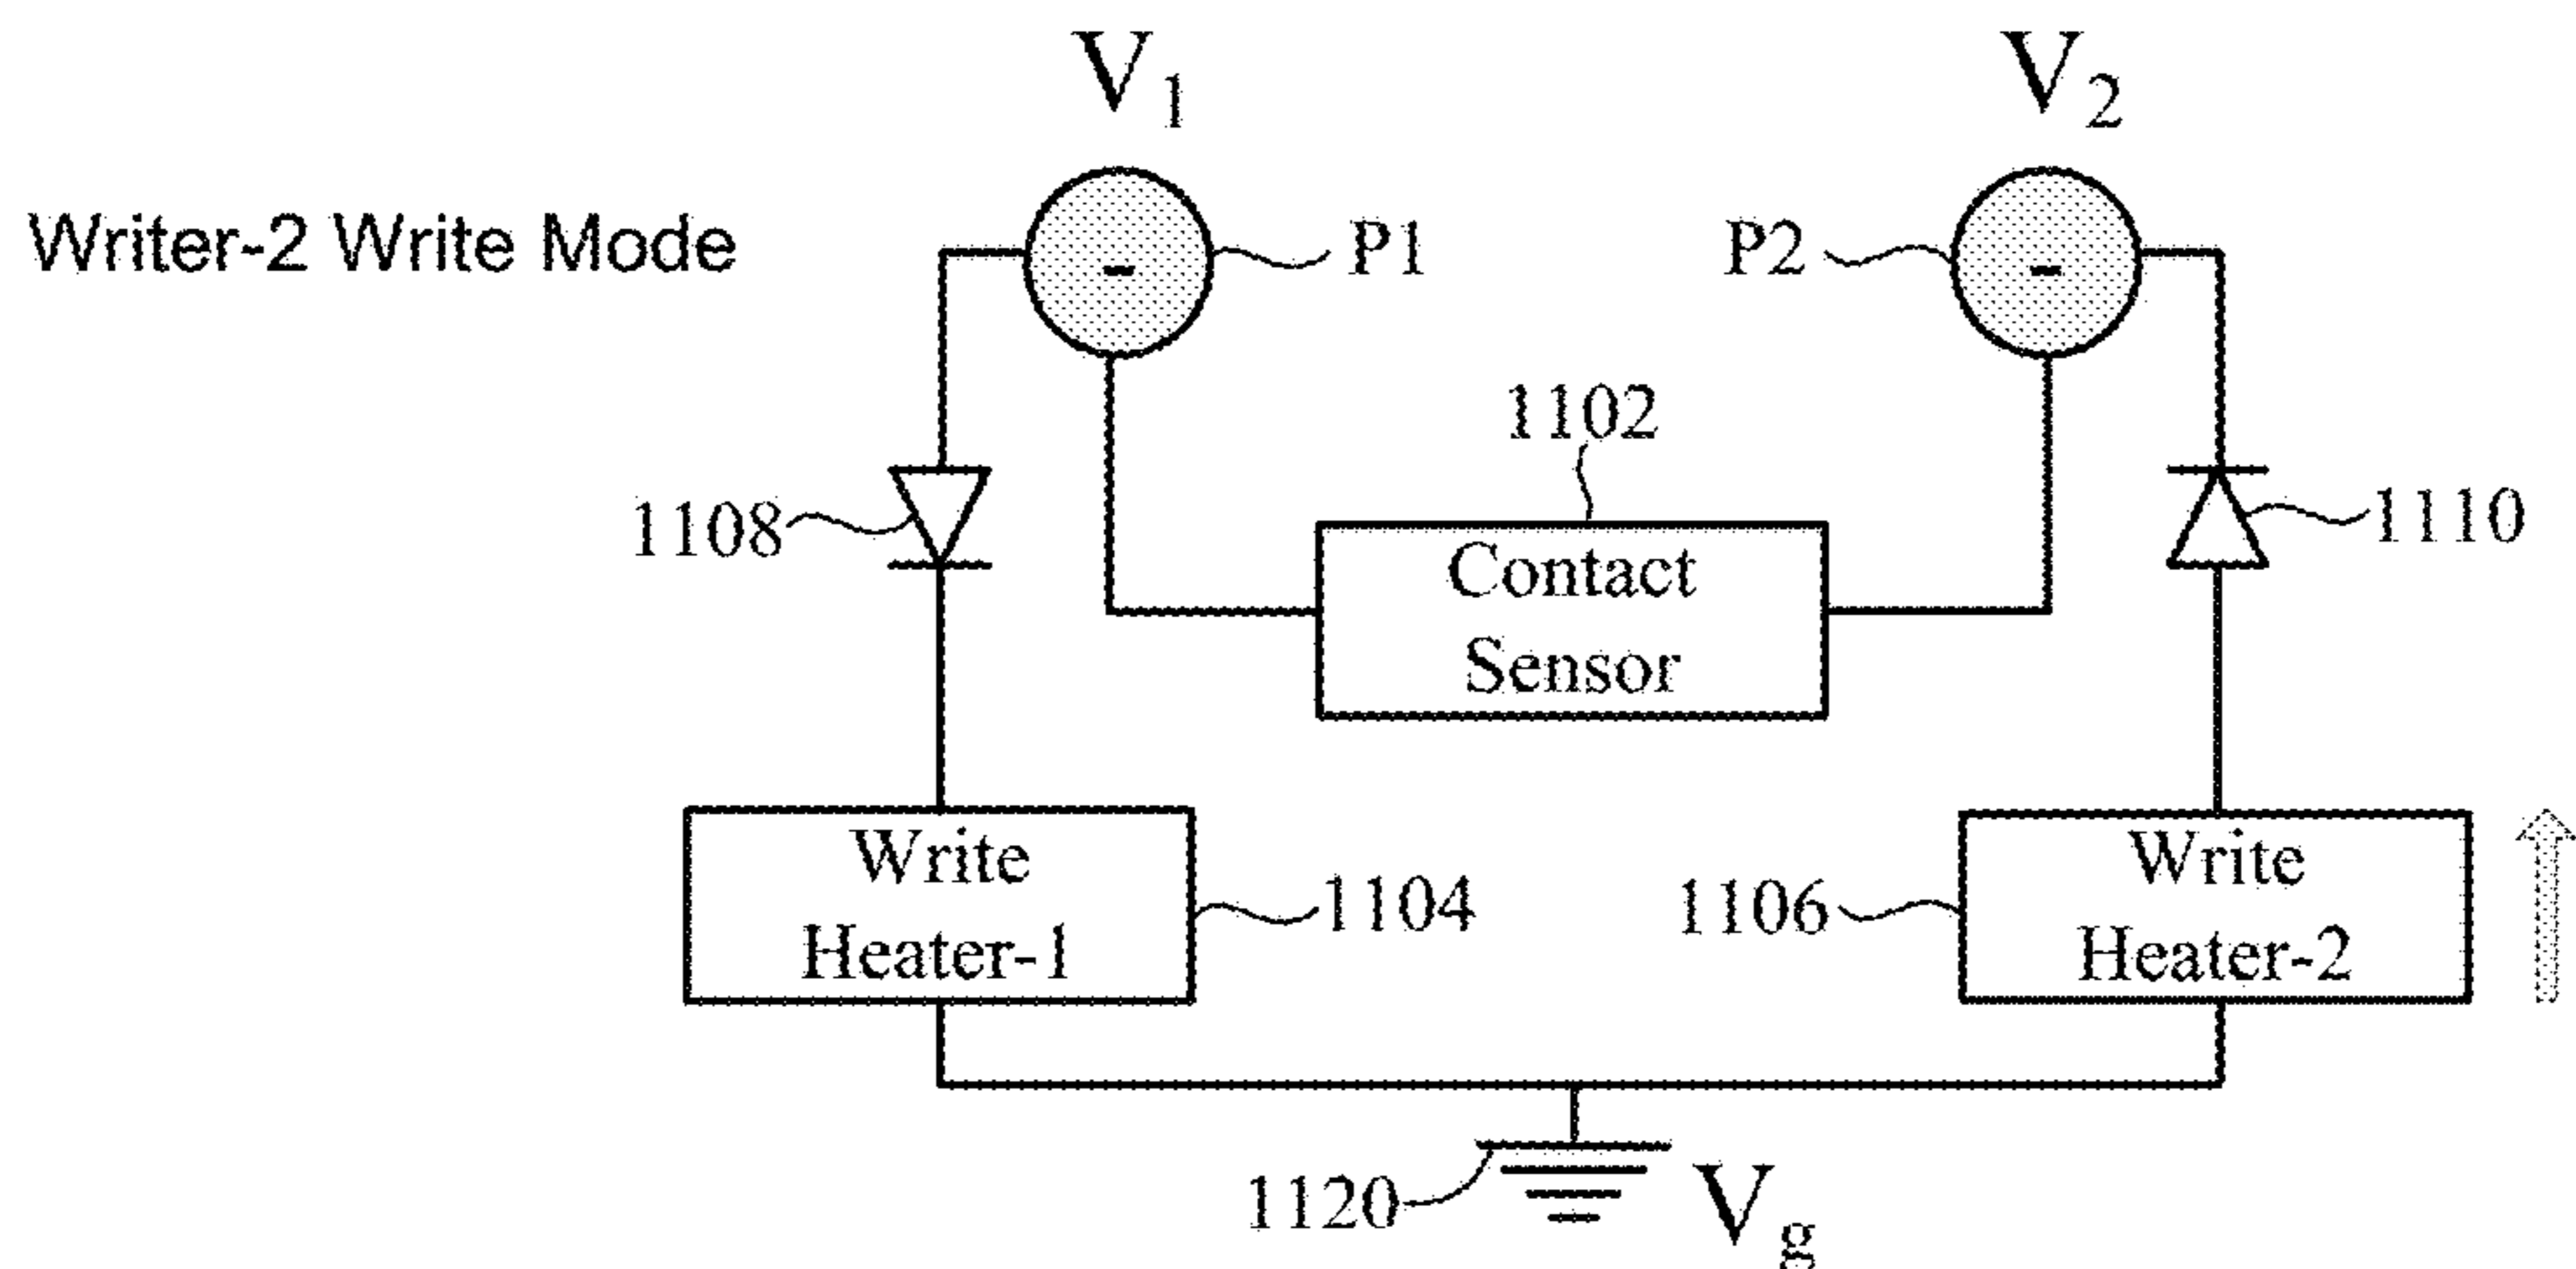 V1
V2
Writer-2 Write Mode
-
P1
P2
-
1102
1108
Contact
Sensor
1110
Write
Heater-1
1104
1106
Write
Heater-2
1120
Vg